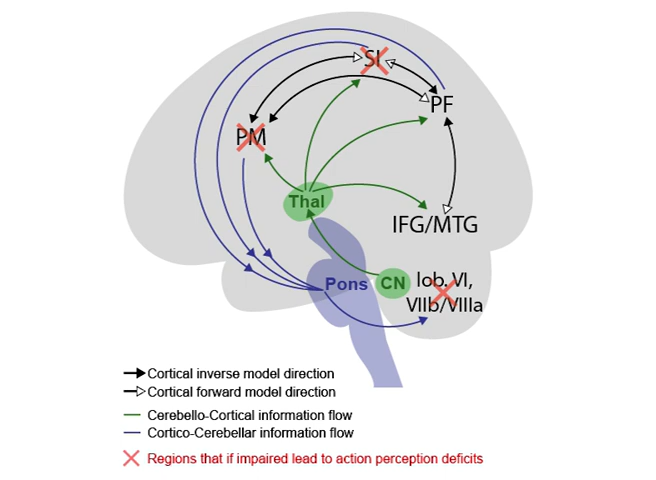 SI
PF
PM
Thal
IFG/MTG
Pons
CN
lob. VI,
VIIb/VIIIa
Cortical inverse model direction
Cortical forward model direction
Cerebello-Cortical information flow
Cortico-Cerebellar information flow
Regions that if impaired lead to action perception deficits